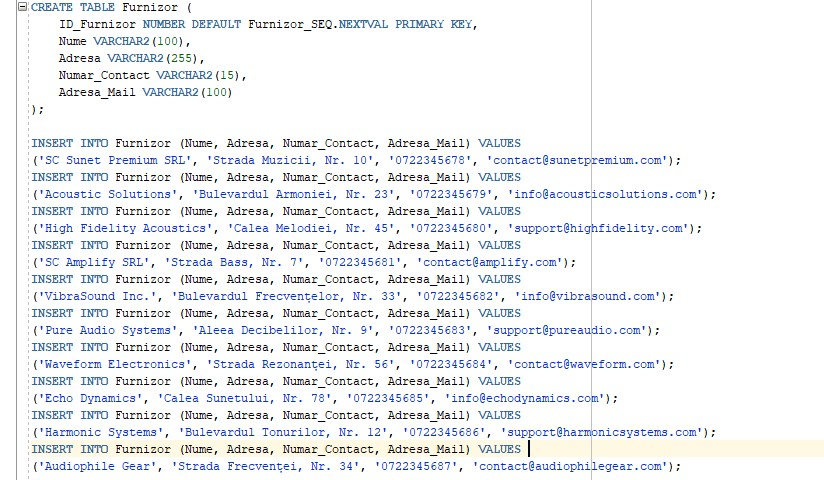 CREATE TABLE Furnizor (
ID_Furnizor NUMBER DEFAULT Furnizor_SEQ.NEXTVAL PRIMARY KEY,
Nume VARCHAR2(100),
Adresa VARCHAR2(255),
Numar_Contact VARCHAR2(15),
Adresa_Mail VARCHAR2(100)
);
INSERT INTO Furnizor (Nume, Adresa, Numar_Contact, Adresa_Mail) VALUES
('SC Sunet Premium SRL', 'Strada Muzicii, Nr. 10', '0722345678', 'contact@sunetpremium.com');
INSERT INTO Furnizor (Nume, Adresa, Numar_Contact, Adresa_Mail) VALUES
('Acoustic Solutions', 'Bulevardul Armoniei, Nr. 23', '0722345679', 'info@acousticsolutions.com');
INSERT INTO Furnizor (Nume, Adresa, Numar_Contact, Adresa_Mail) VALUES
('High Fidelity Acoustics', 'Calea Melodiei, Nr. 45', '0722345680', 'support@highfidelity.com');
INSERT INTO Furnizor (Nume, Adresa, Numar_Contact, Adresa_Mail) VALUES
('SC Amplify SRL', 'Strada Bass, Nr. 7', '0722345681', 'contact@amplify.com');
INSERT INTO Furnizor (Nume, Adresa, Numar_Contact, Adresa_Mail) VALUES
('VibraSound Inc.', 'Bulevardul Frecvențelor, Nr. 33', '0722345682', 'info@vibrasound.com');
INSERT INTO Furnizor (Nume, Adresa, Numar_Contact, Adresa_Mail) VALUES
('Pure Audio Systems', 'Aleea Decibelilor, Nr. 9', '0722345683', 'support@pureaudio.com');
INSERT INTO Furnizor (Nume, Adresa, Numar_Contact, Adresa_Mail) VALUES
('Waveform Electronics', 'Strada Rezonanței, Nr. 56', '0722345684', 'contact@waveform.com');
INSERT INTO Furnizor (Nume, Adresa, Numar_Contact, Adresa_Mail) VALUES
('Echo Dynamics', 'Calea Sunetului, Nr. 78', '0722345685', 'info@echodynamics.com');
INSERT INTO Furnizor (Nume, Adresa, Numar_Contact, Adresa_Mail) VALUES
('Harmonic Systems', 'Bulevardul Tonurilor, Nr. 12', '0722345686', 'support@harmonicsystems.com');
INSERT INTO Furnizor (Nume, Adresa, Numar_Contact, Adresa_Mail) VALUES
('Audiophile Gear', 'Strada Frecvenței, Nr. 34', '0722345687', 'contact@audiophilegear.com');